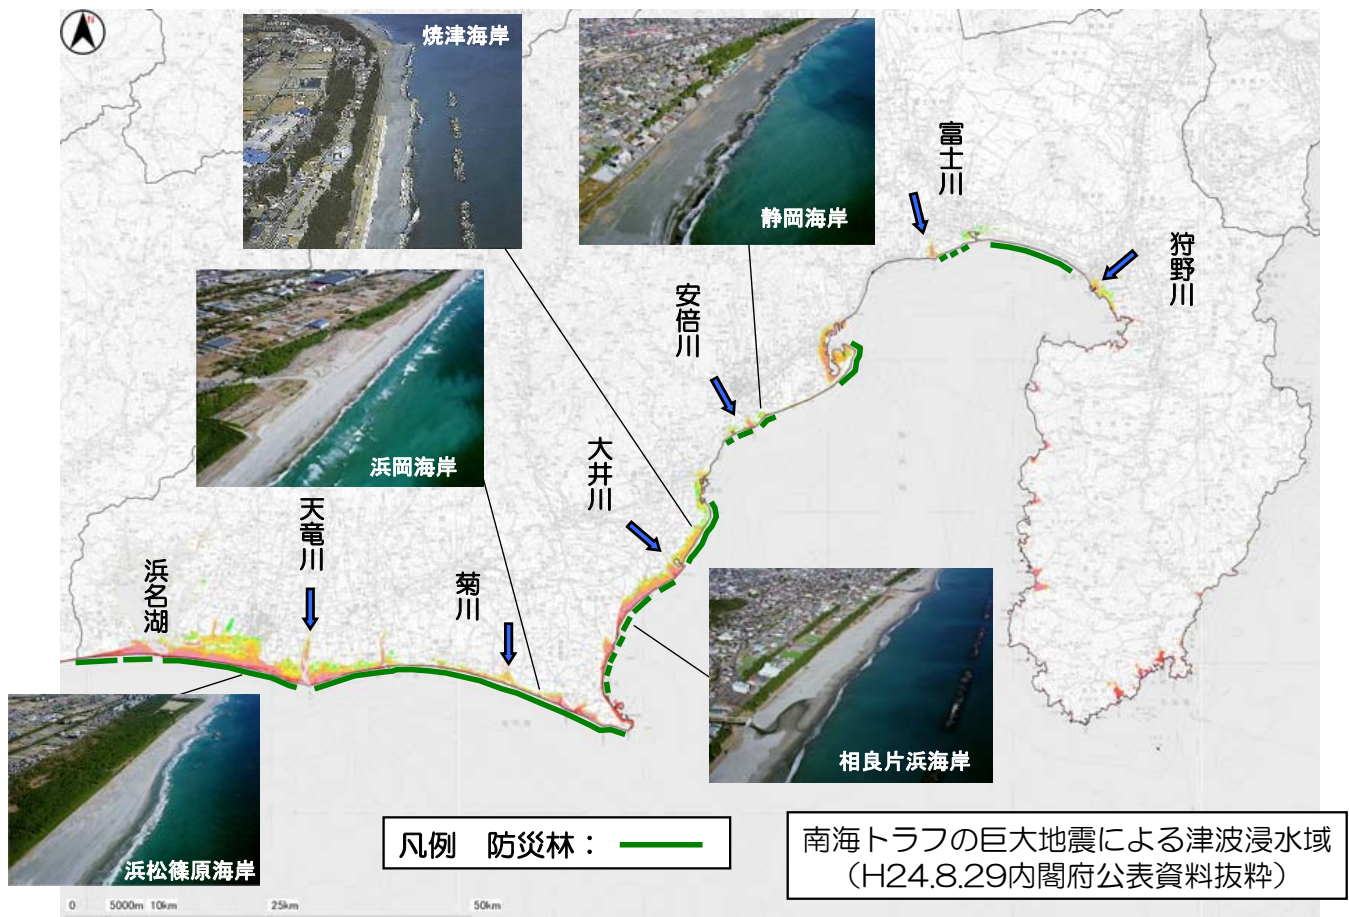 N
焼津海岸
静岡海岸
富士川
狩野川
安倍川
浜岡海岸
大井川
天竜川
菊川
浜名湖
相良片浜海岸
浜松篠原海岸
凡例　防災林：
南海トラフの巨大地震による津波浸水域
（H24.8.29内閣府公表資料抜粋）
0 5000m 10km 25km 50km